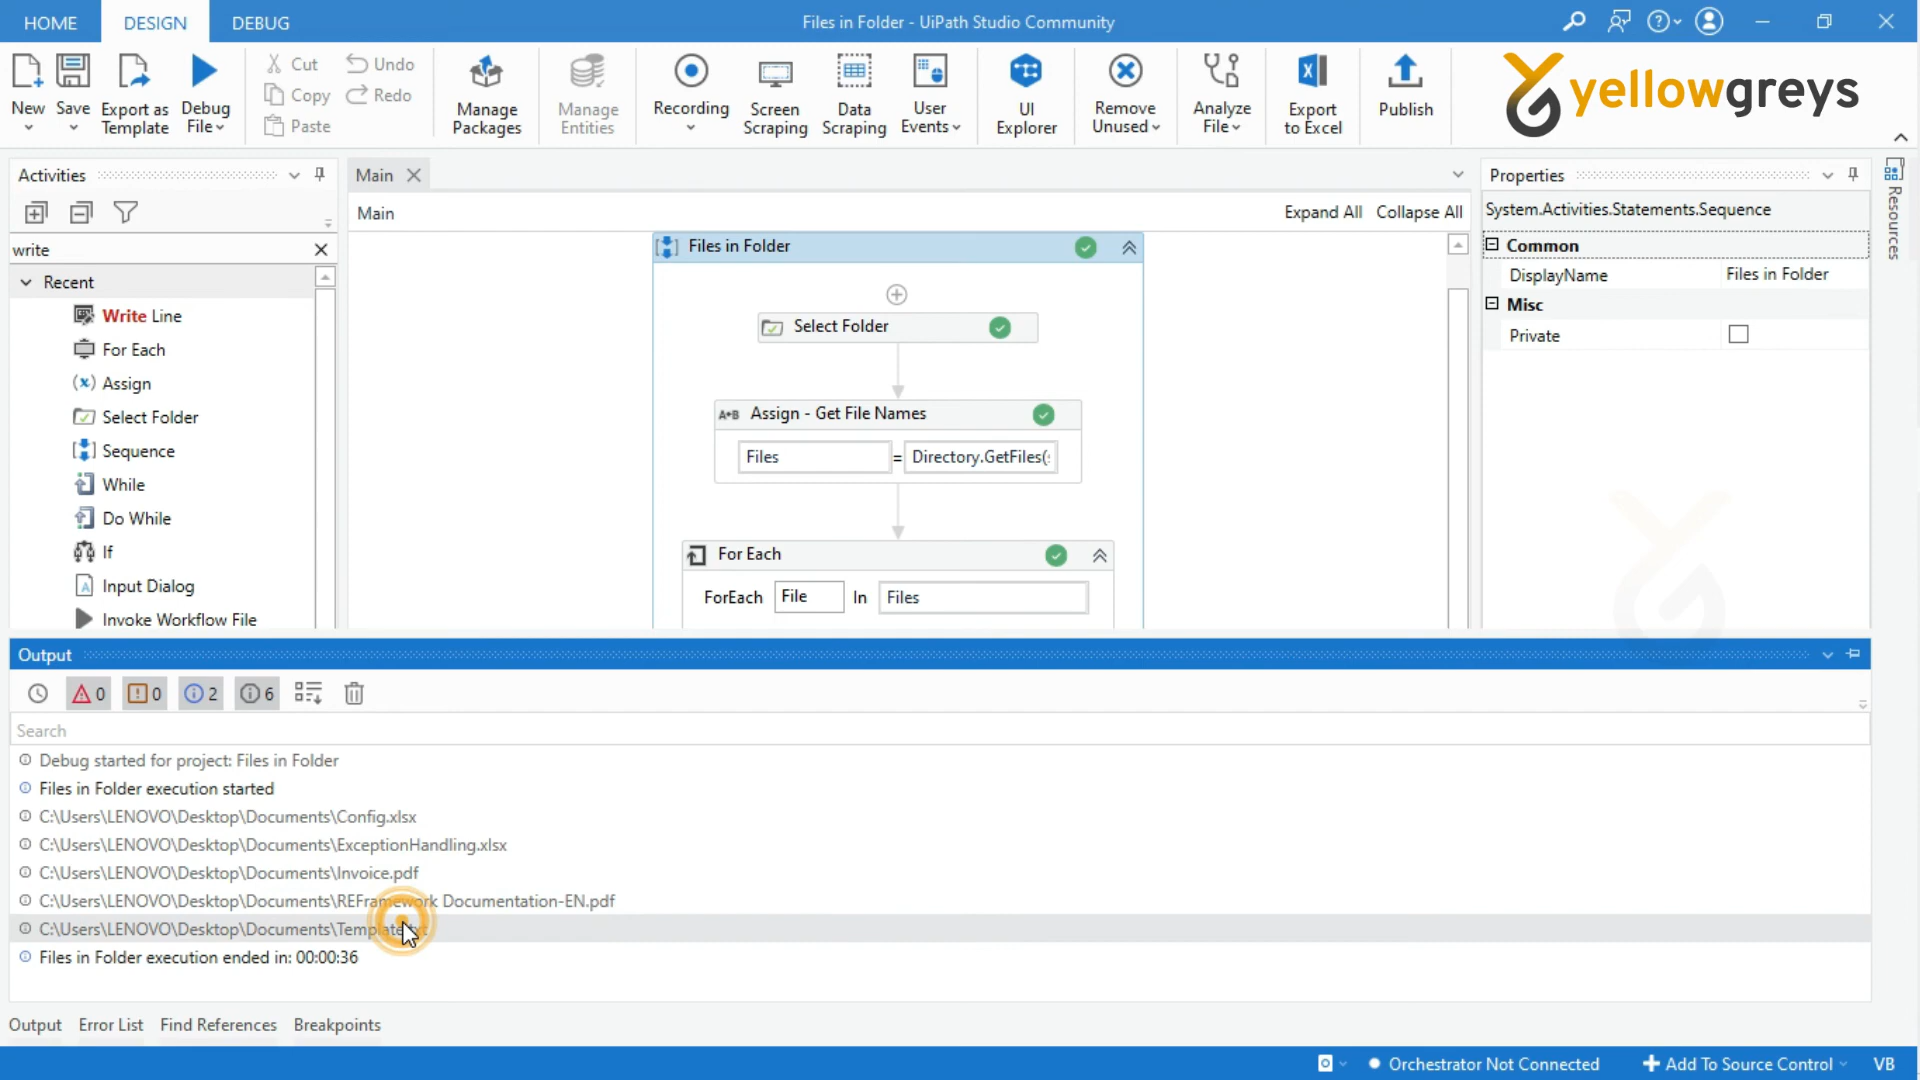 HOME DESIGN DEBUG Files in Folder - UiPath Studio Community
New Save Export as Template Debug File
Cut Copy Paste Undo Redo
Manage Packages Manage Entities
Recording Screen Scraping Data Scraping User Events
UI Explorer Remove Unused Analyze File Export to Excel Publish
yellowgreys
Activities
write
Recent
Write Line
For Each
Assign
Select Folder
Sequence
While
Do While
If
Input Dialog
Invoke Workflow File
Main
Main Expand All Collapse All
Files in Folder
Select Folder
A+B Assign - Get File Names
Files = Directory.GetFiles(
For Each
ForEach File In Files
Properties
System.Activities.Statements.Sequence
Common
DisplayName Files in Folder
Misc
Private
Resources
Output
0 0 2 6
Search
Debug started for project: Files in Folder
Files in Folder execution started
C:\Users\LENOVO\Desktop\Documents\Config.xlsx
C:\Users\LENOVO\Desktop\Documents\ExceptionHandling.xlsx
C:\Users\LENOVO\Desktop\Documents\Invoice.pdf
C:\Users\LENOVO\Desktop\Documents\REFramework Documentation-EN.pdf
C:\Users\LENOVO\Desktop\Documents\Template.txt
Files in Folder execution ended in: 00:00:36
Output Error List Find References Breakpoints
Orchestrator Not Connected Add To Source Control VB